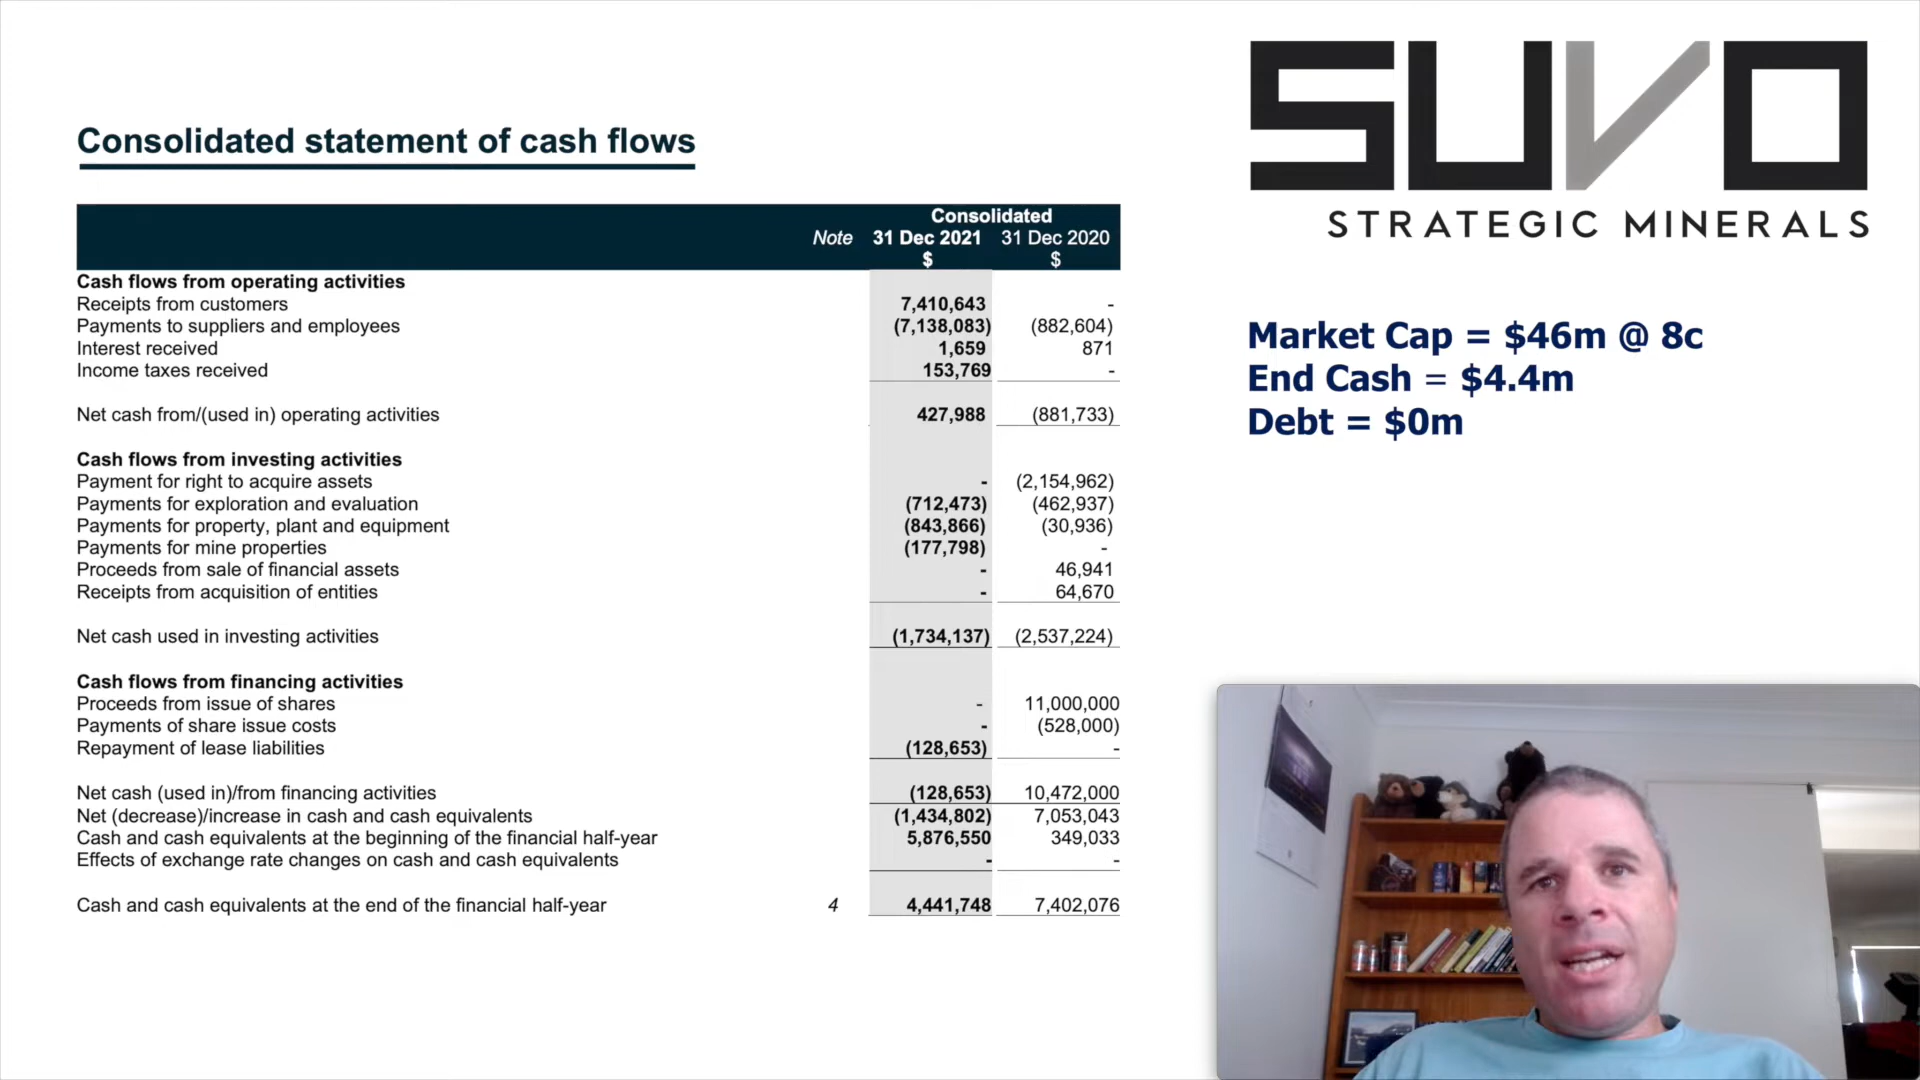 SUVO
STRATEGIC MINERALS
Consolidated statement of cash flows
Consolidated
Note 31 Dec 2021 31 Dec 2020
$ $
Cash flows from operating activities
Receipts from customers 7,410,643 -
Payments to suppliers and employees (7,138,083) (882,604)
Interest received 1,659 871
Income taxes received 153,769 -
Net cash from/(used in) operating activities 427,988 (881,733)
Cash flows from investing activities
Payment for right to acquire assets - (2,154,962)
Payments for exploration and evaluation (712,473) (462,937)
Payments for property, plant and equipment (843,866) (30,936)
Payments for mine properties (177,798) -
Proceeds from sale of financial assets - 46,941
Receipts from acquisition of entities - 64,670
Net cash used in investing activities (1,734,137) (2,537,224)
Cash flows from financing activities
Proceeds from issue of shares - 11,000,000
Payments of share issue costs - (528,000)
Repayment of lease liabilities (128,653) -
Net cash (used in)/from financing activities (128,653) 10,472,000
Net (decrease)/increase in cash and cash equivalents (1,434,802) 7,053,043
Cash and cash equivalents at the beginning of the financial half-year 5,876,550 349,033
Effects of exchange rate changes on cash and cash equivalents - -
Cash and cash equivalents at the end of the financial half-year 4 4,441,748 7,402,076
Market Cap = $46m @ 8c
End Cash = $4.4m
Debt = $0m